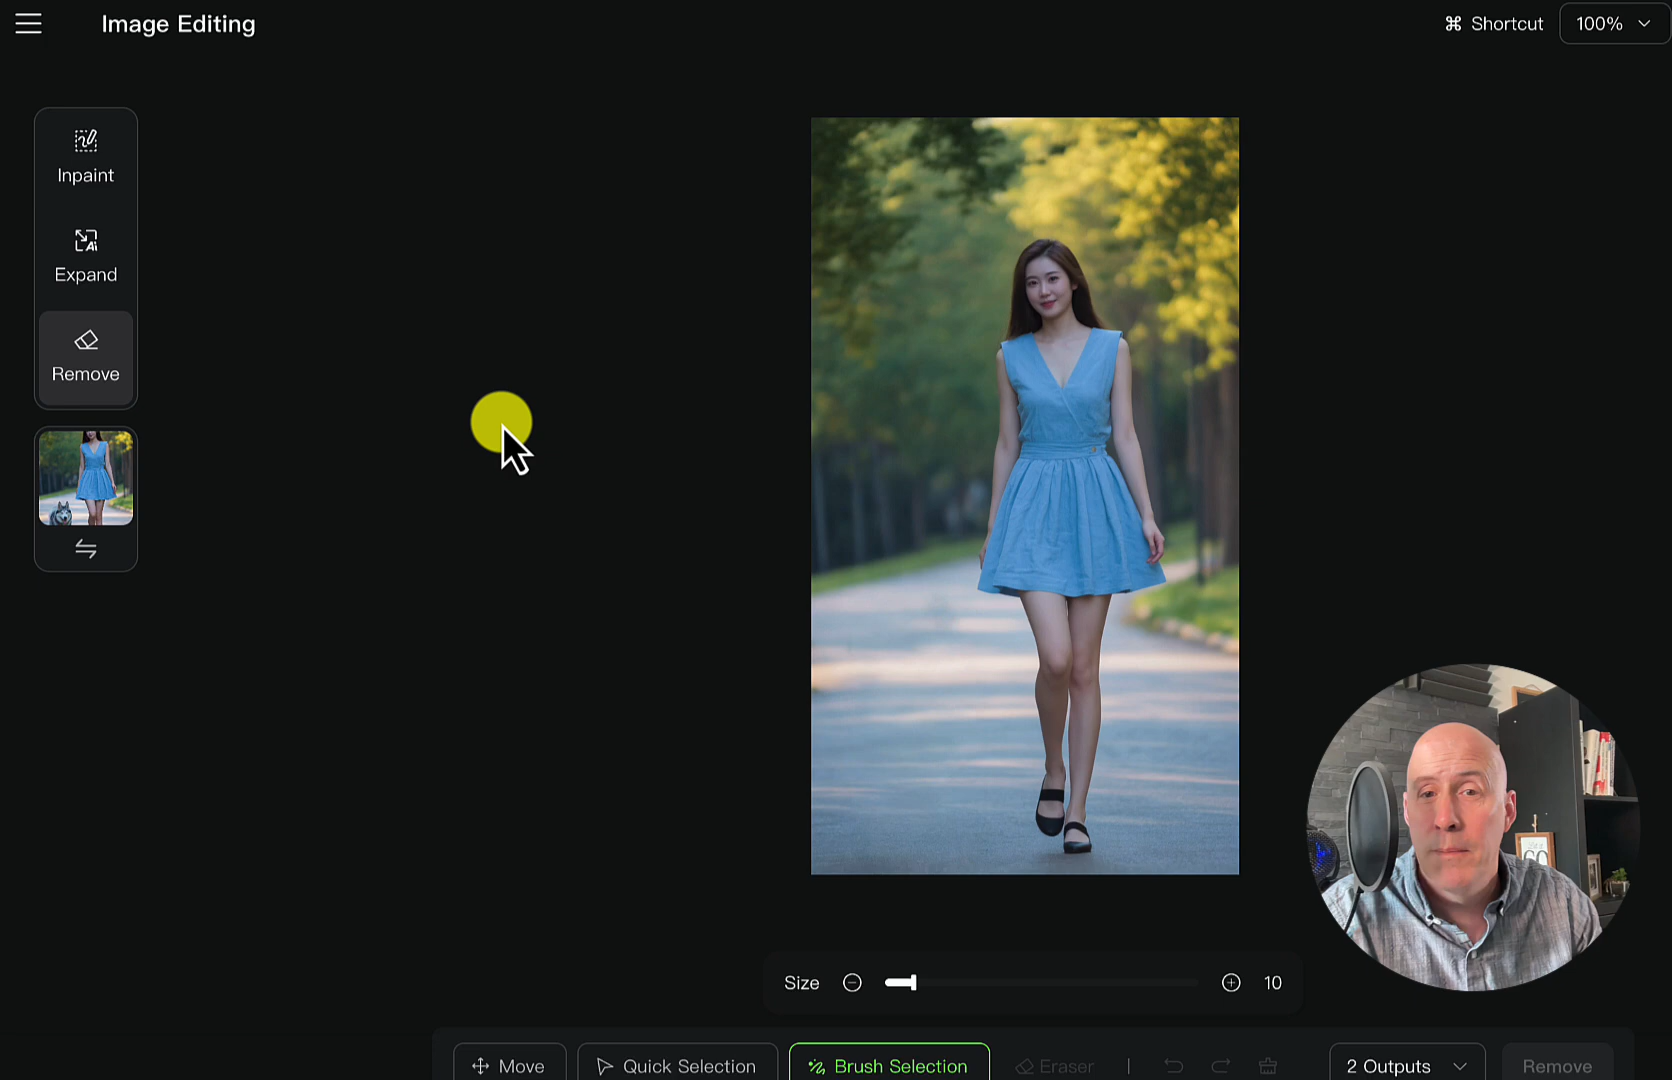 Image Editing
Shortcut
100%
Inpaint
Expand
Remove
Size
10
Move
Quick Selection
Brush Selection
Eraser
2 Outputs
Remove